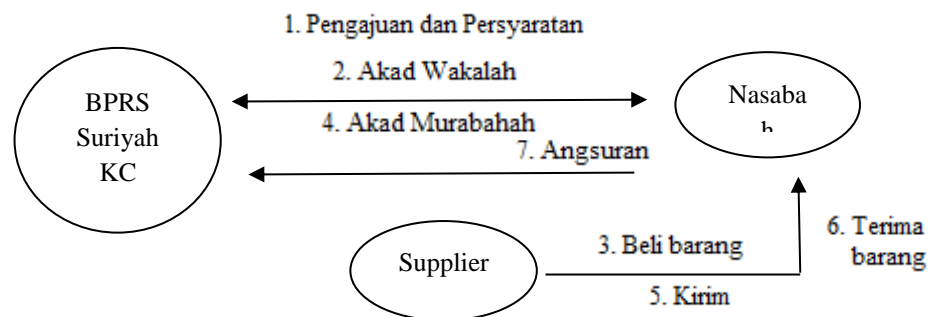 1. Pengajuan dan Persyaratan
2. Akad Wakalah
BPRS
Suriyah
KC
Nasaba
h
4. Akad Murabahah
7. Angsuran
Supplier
3. Beli barang
5. Kirim
6. Terima
barang